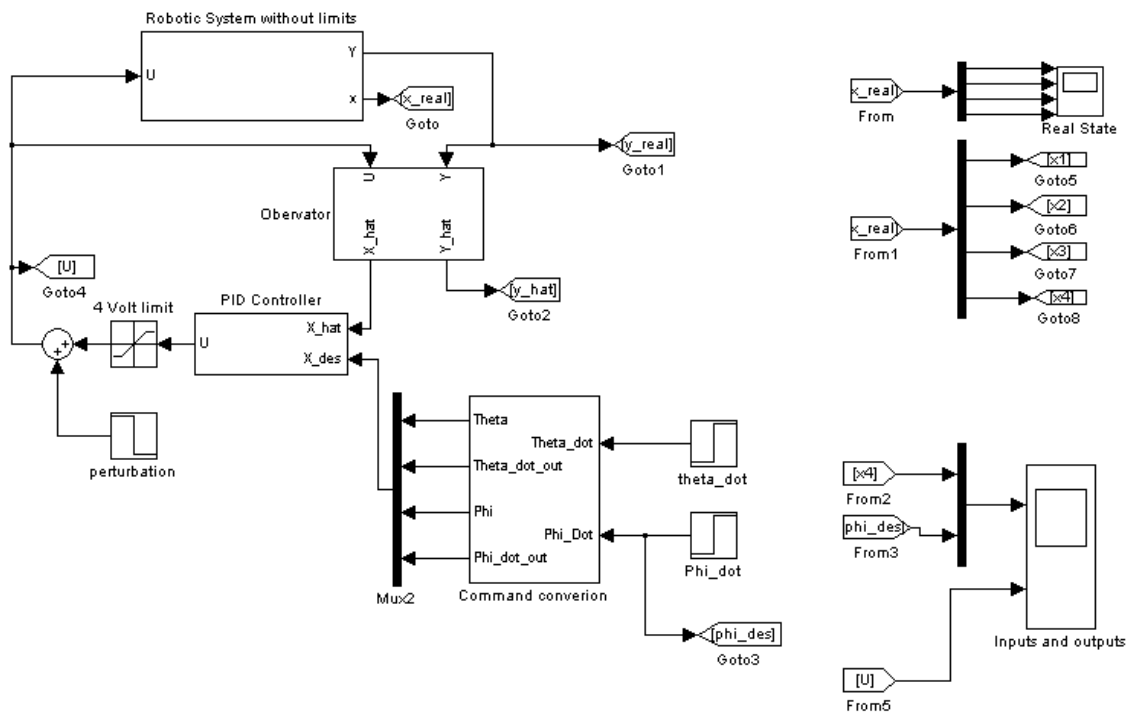 Robotic System without limits
Y
U
x
[x_real]
Goto
[y_real]
Goto1
U
Y
Obervator
X_hat
Y_hat
[U]
Goto4
[y_hat]
Goto2
4 Volt limit
PID Controller
X_hat
U
X_des
+
+
perturbation
Theta
Theta_dot
Theta_dot_out
theta_dot
Phi
Phi_Dot
Phi_dot_out
Phi_dot
Mux2
Command converion
[phi_des]
Goto3
x_real]
From
Real State
x_real]
From1
[x1]
Goto5
[x2]
Goto6
[x3]
Goto7
[x4]
Goto8
[x4]
From2
phi_des]
From3
Inputs and outputs
[U]
From5